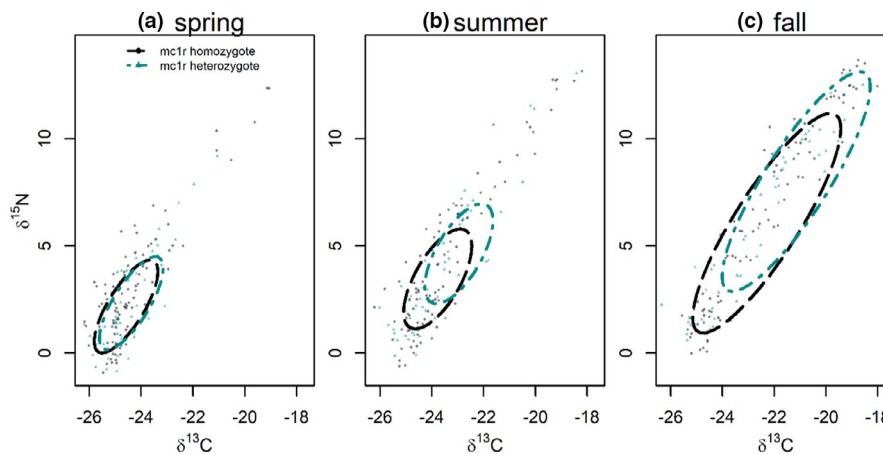 (a) spring
mc1r homozygote
mc1r heterozygote
δ15N
0
5
10
-26 -24 -22 -20 -18
δ13C
(b) summer
0
5
10
-26 -24 -22 -20 -18
δ13C
(c) fall
0
5
10
-26 -24 -22 -20 -18
δ13C